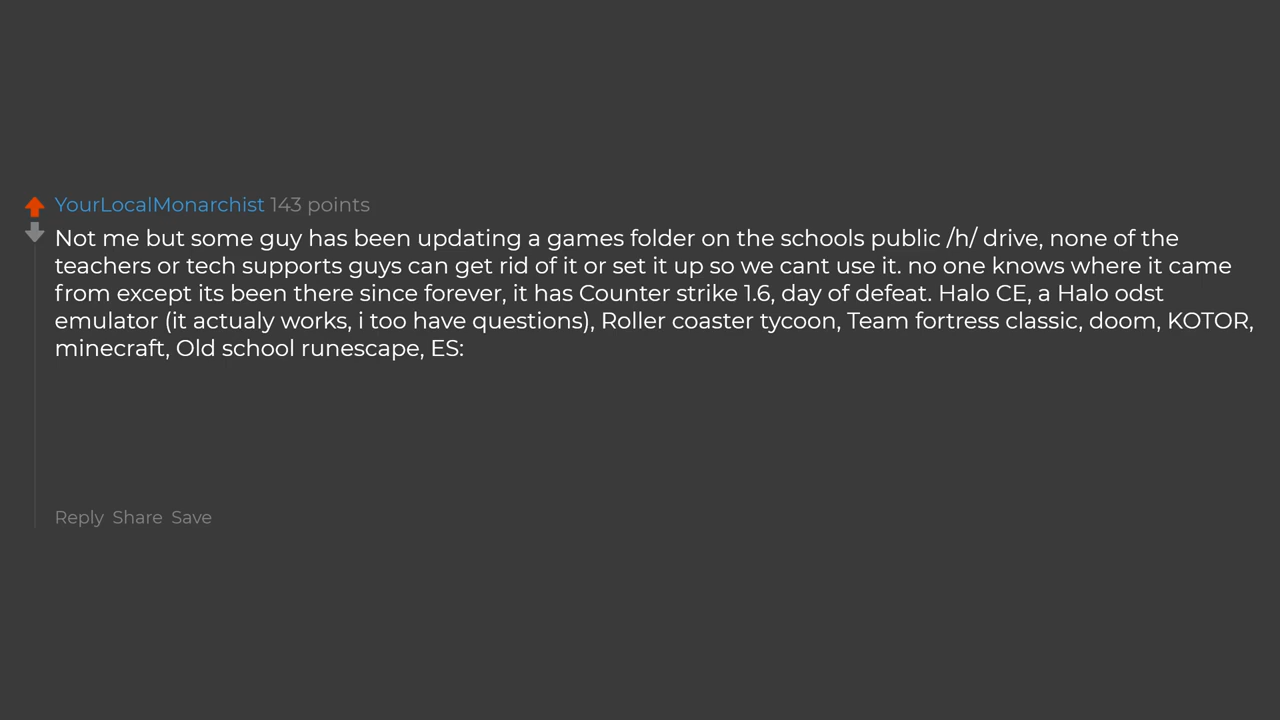 YourLocalMonarchist 143 points
Not me but some guy has been updating a games folder on the schools public /h/ drive, none of the
teachers or tech supports guys can get rid of it or set it up so we cant use it. no one knows where it came
from except its been there since forever, it has Counter strike 1.6, day of defeat. Halo CE, a Halo odst
emulator (it actualy works, i too have questions), Roller coaster tycoon, Team fortress classic, doom, KOTOR,
minecraft, Old school runescape, ES:
Reply Share Save